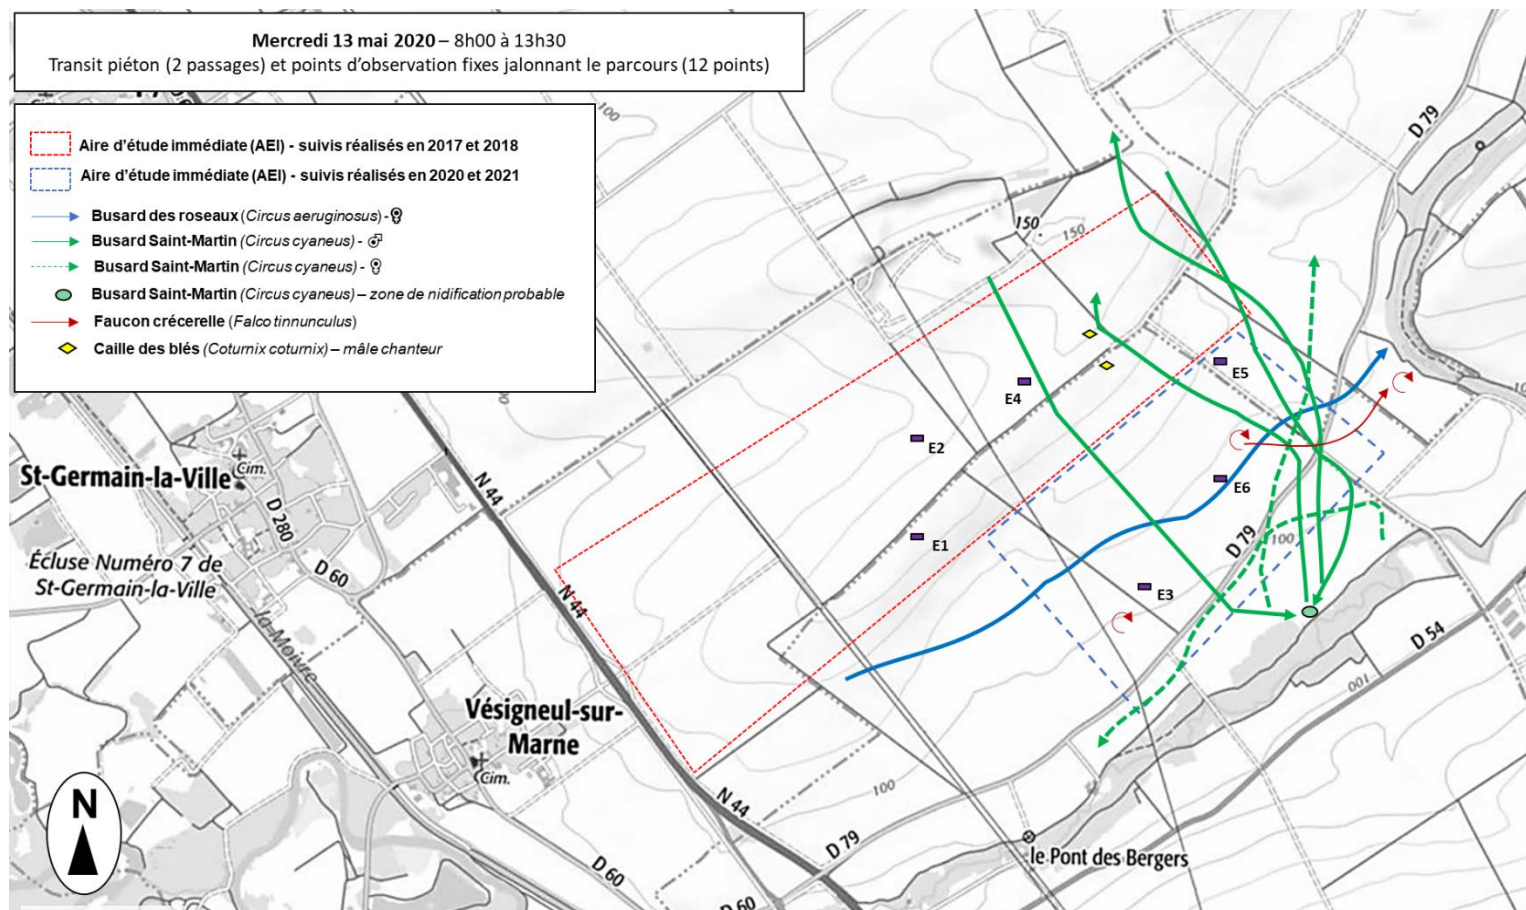 Mercredi 13 mai 2020 – 8h00 à 13h30
Transit piéton (2 passages) et points d'observation fixes jalonnant le parcours (12 points)
Aire d'étude immédiate (AEI) - suivis réalisés en 2017 et 2018
Aire d'étude immédiate (AEI) - suivis réalisés en 2020 et 2021
Busard des roseaux (Circus aeruginosus) -
Busard Saint-Martin (Circus cyaneus) -
Busard Saint-Martin (Circus cyaneus) -
Busard Saint-Martin (Circus cyaneus) – zone de nidification probable
Faucon crécerelle (Falco tinnunculus)
Caille des blés (Coturnix coturnix) – mâle chanteur
100
D 79
150
150
E5
E4
E2
E6
E1
E3
N 44
St-Germain-la-Ville
Cim.
D 280
D 79
100
Écluse Numéro 7 de
St-Germain-la-Ville
D 60
N 44
la Moivre
D 54
100
Vésigneul-sur-
Marne
Cim.
N
100
N 44
D 79
le Pont des Bergers
D 60
D 60